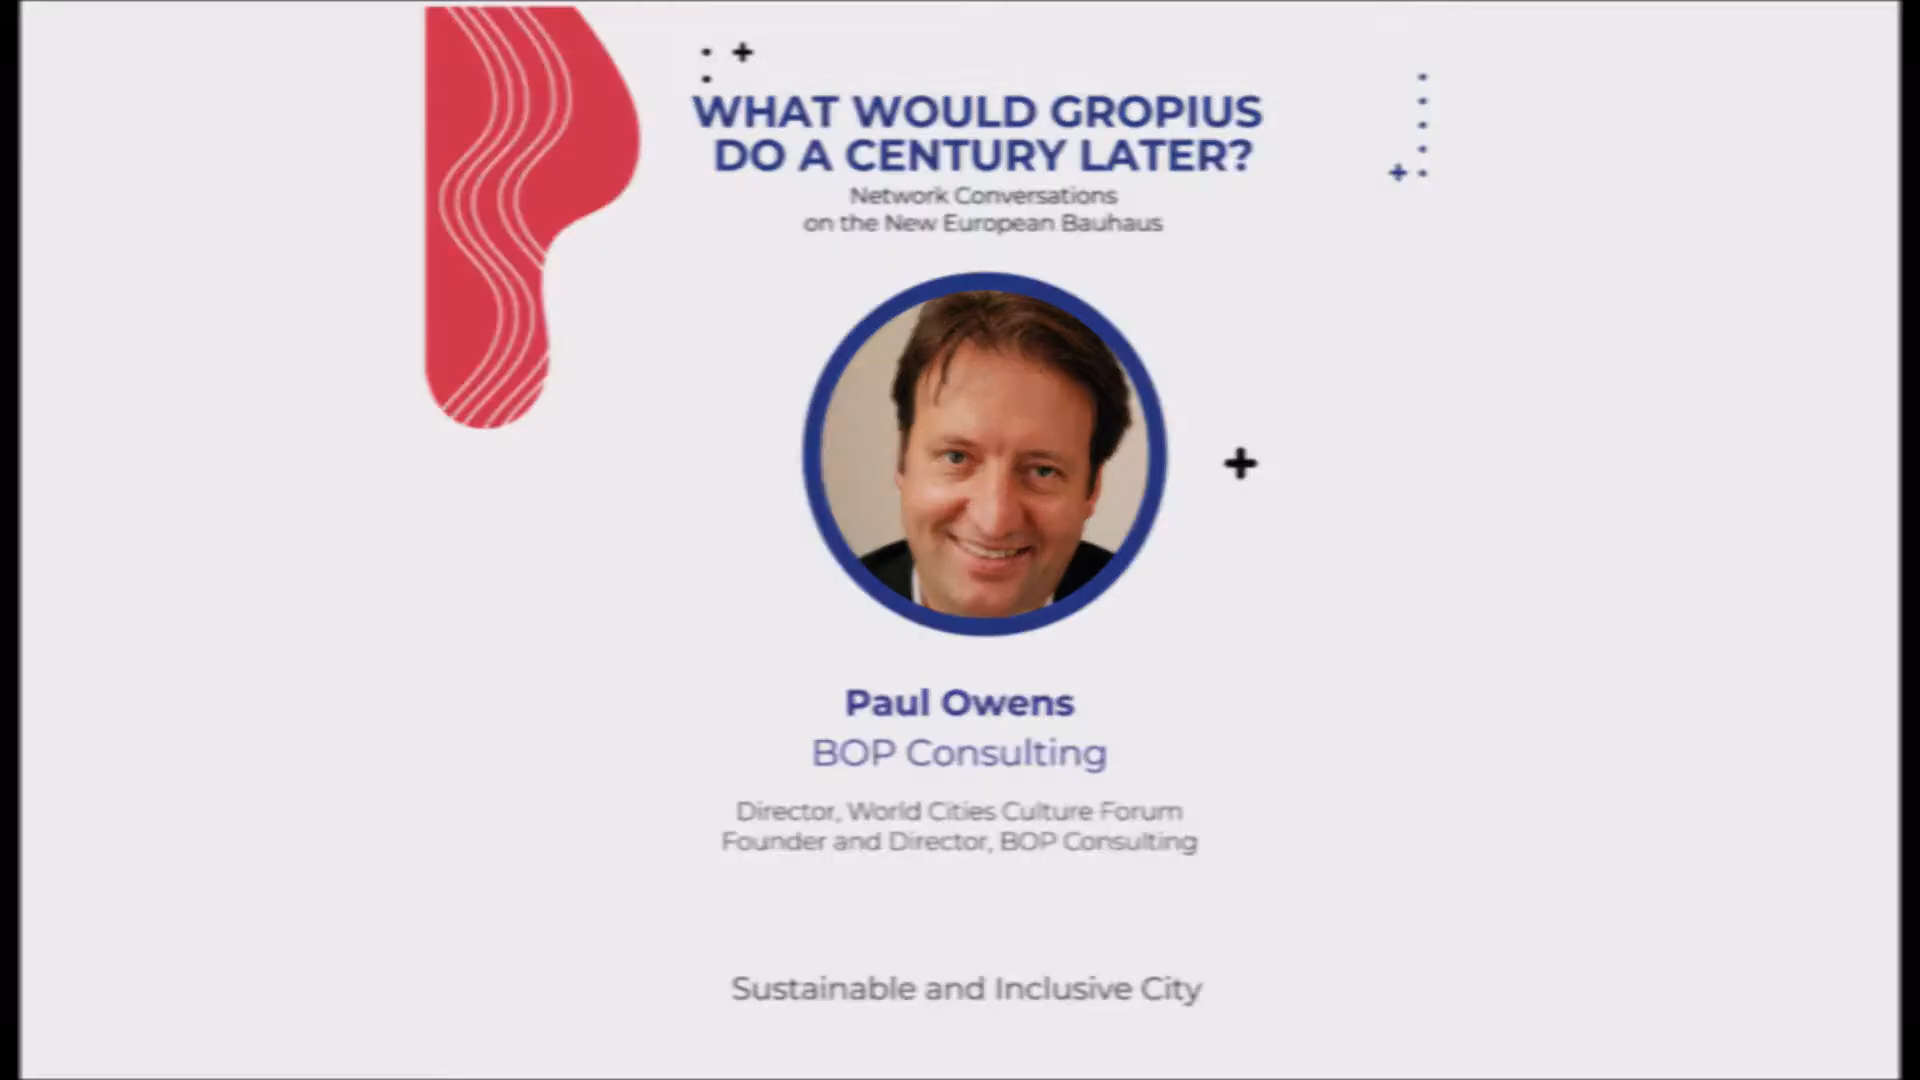 WHAT WOULD GROPIUS
DO A CENTURY LATER?
Network Conversations
on the New European Bauhaus
Paul Owens
BOP Consulting
Director, World Cities Culture Forum
Founder and Director, BOP Consulting
Sustainable and Inclusive City